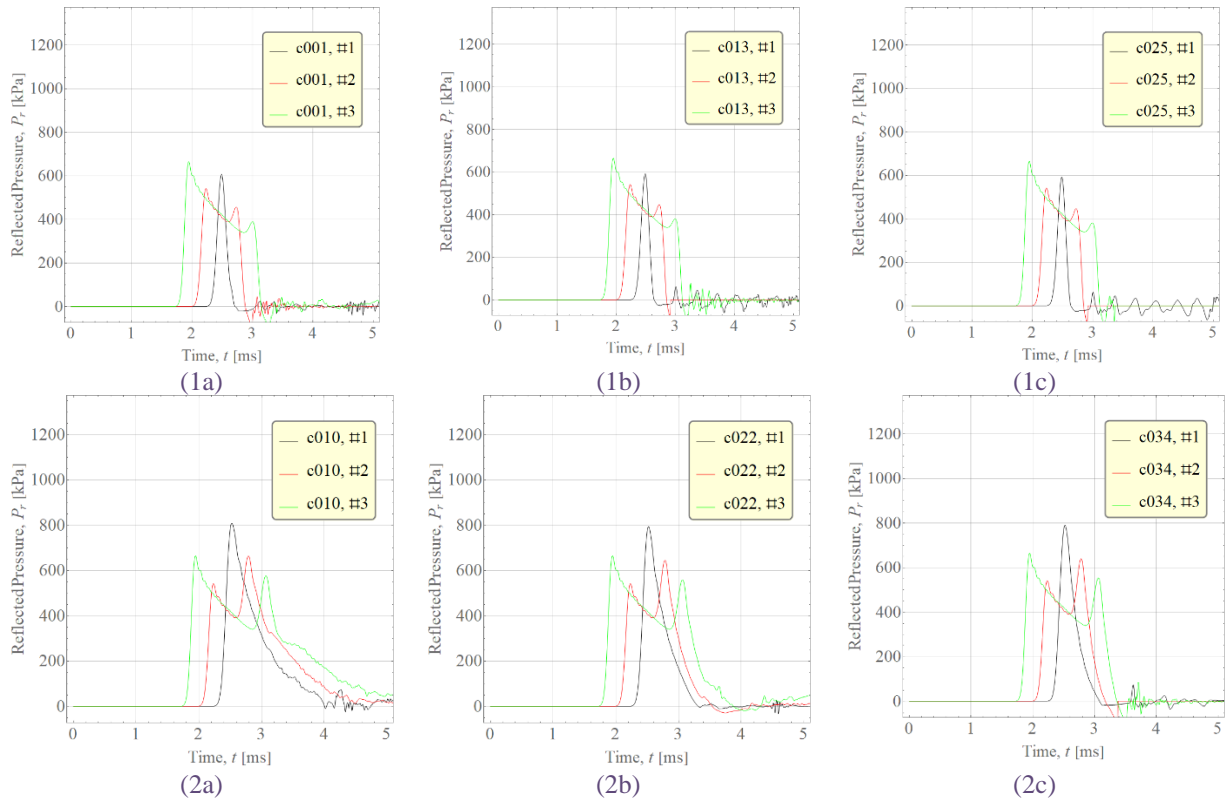 1200
1000
800
600
400
200
0
Reflected Pressure, Pᵣ [kPa]
c001, #1
c001, #2
c001, #3
0 1 2 3 4 5
Time, t [ms]
(1a)
1200
1000
800
600
400
200
0
Reflected Pressure, Pᵣ [kPa]
c013, #1
c013, #2
c013, #3
0 1 2 3 4 5
Time, t [ms]
(1b)
1200
1000
800
600
400
200
0
Reflected Pressure, Pᵣ [kPa]
c025, #1
c025, #2
c025, #3
0 1 2 3 4 5
Time, t [ms]
(1c)
1200
1000
800
600
400
200
0
Reflected Pressure, Pᵣ [kPa]
c010, #1
c010, #2
c010, #3
0 1 2 3 4 5
Time, t [ms]
(2a)
1200
1000
800
600
400
200
0
Reflected Pressure, Pᵣ [kPa]
c022, #1
c022, #2
c022, #3
0 1 2 3 4 5
Time, t [ms]
(2b)
1200
1000
800
600
400
200
0
Reflected Pressure, Pᵣ [kPa]
c034, #1
c034, #2
c034, #3
0 1 2 3 4 5
Time, t [ms]
(2c)